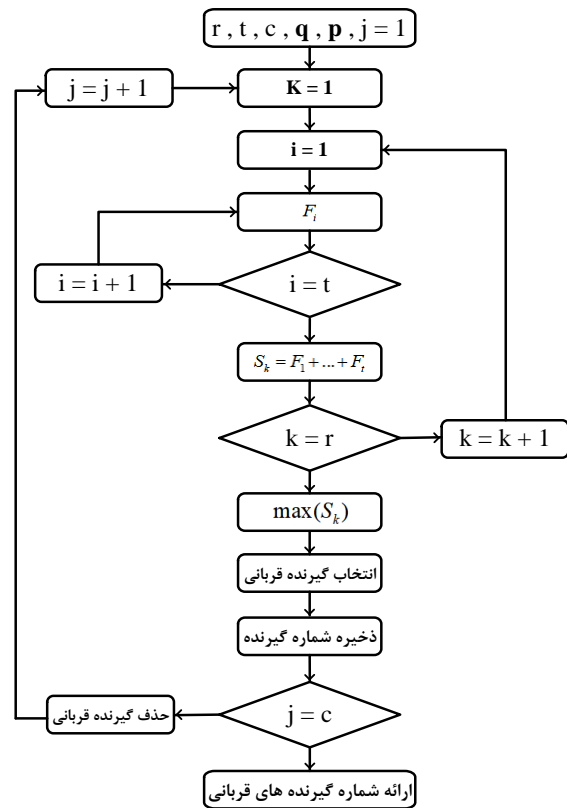 r , t , c , q , p , j = 1
j = j + 1
K = 1
i = 1
F_i
i = i + 1
i = t
S_k = F_1 + ... + F_t
k = r
k = k + 1
max(S_k)
انتخاب گیرنده قربانی
ذخیره شماره گیرنده
حذف گیرنده قربانی
j = c
ارائه شماره گیرنده های قربانی